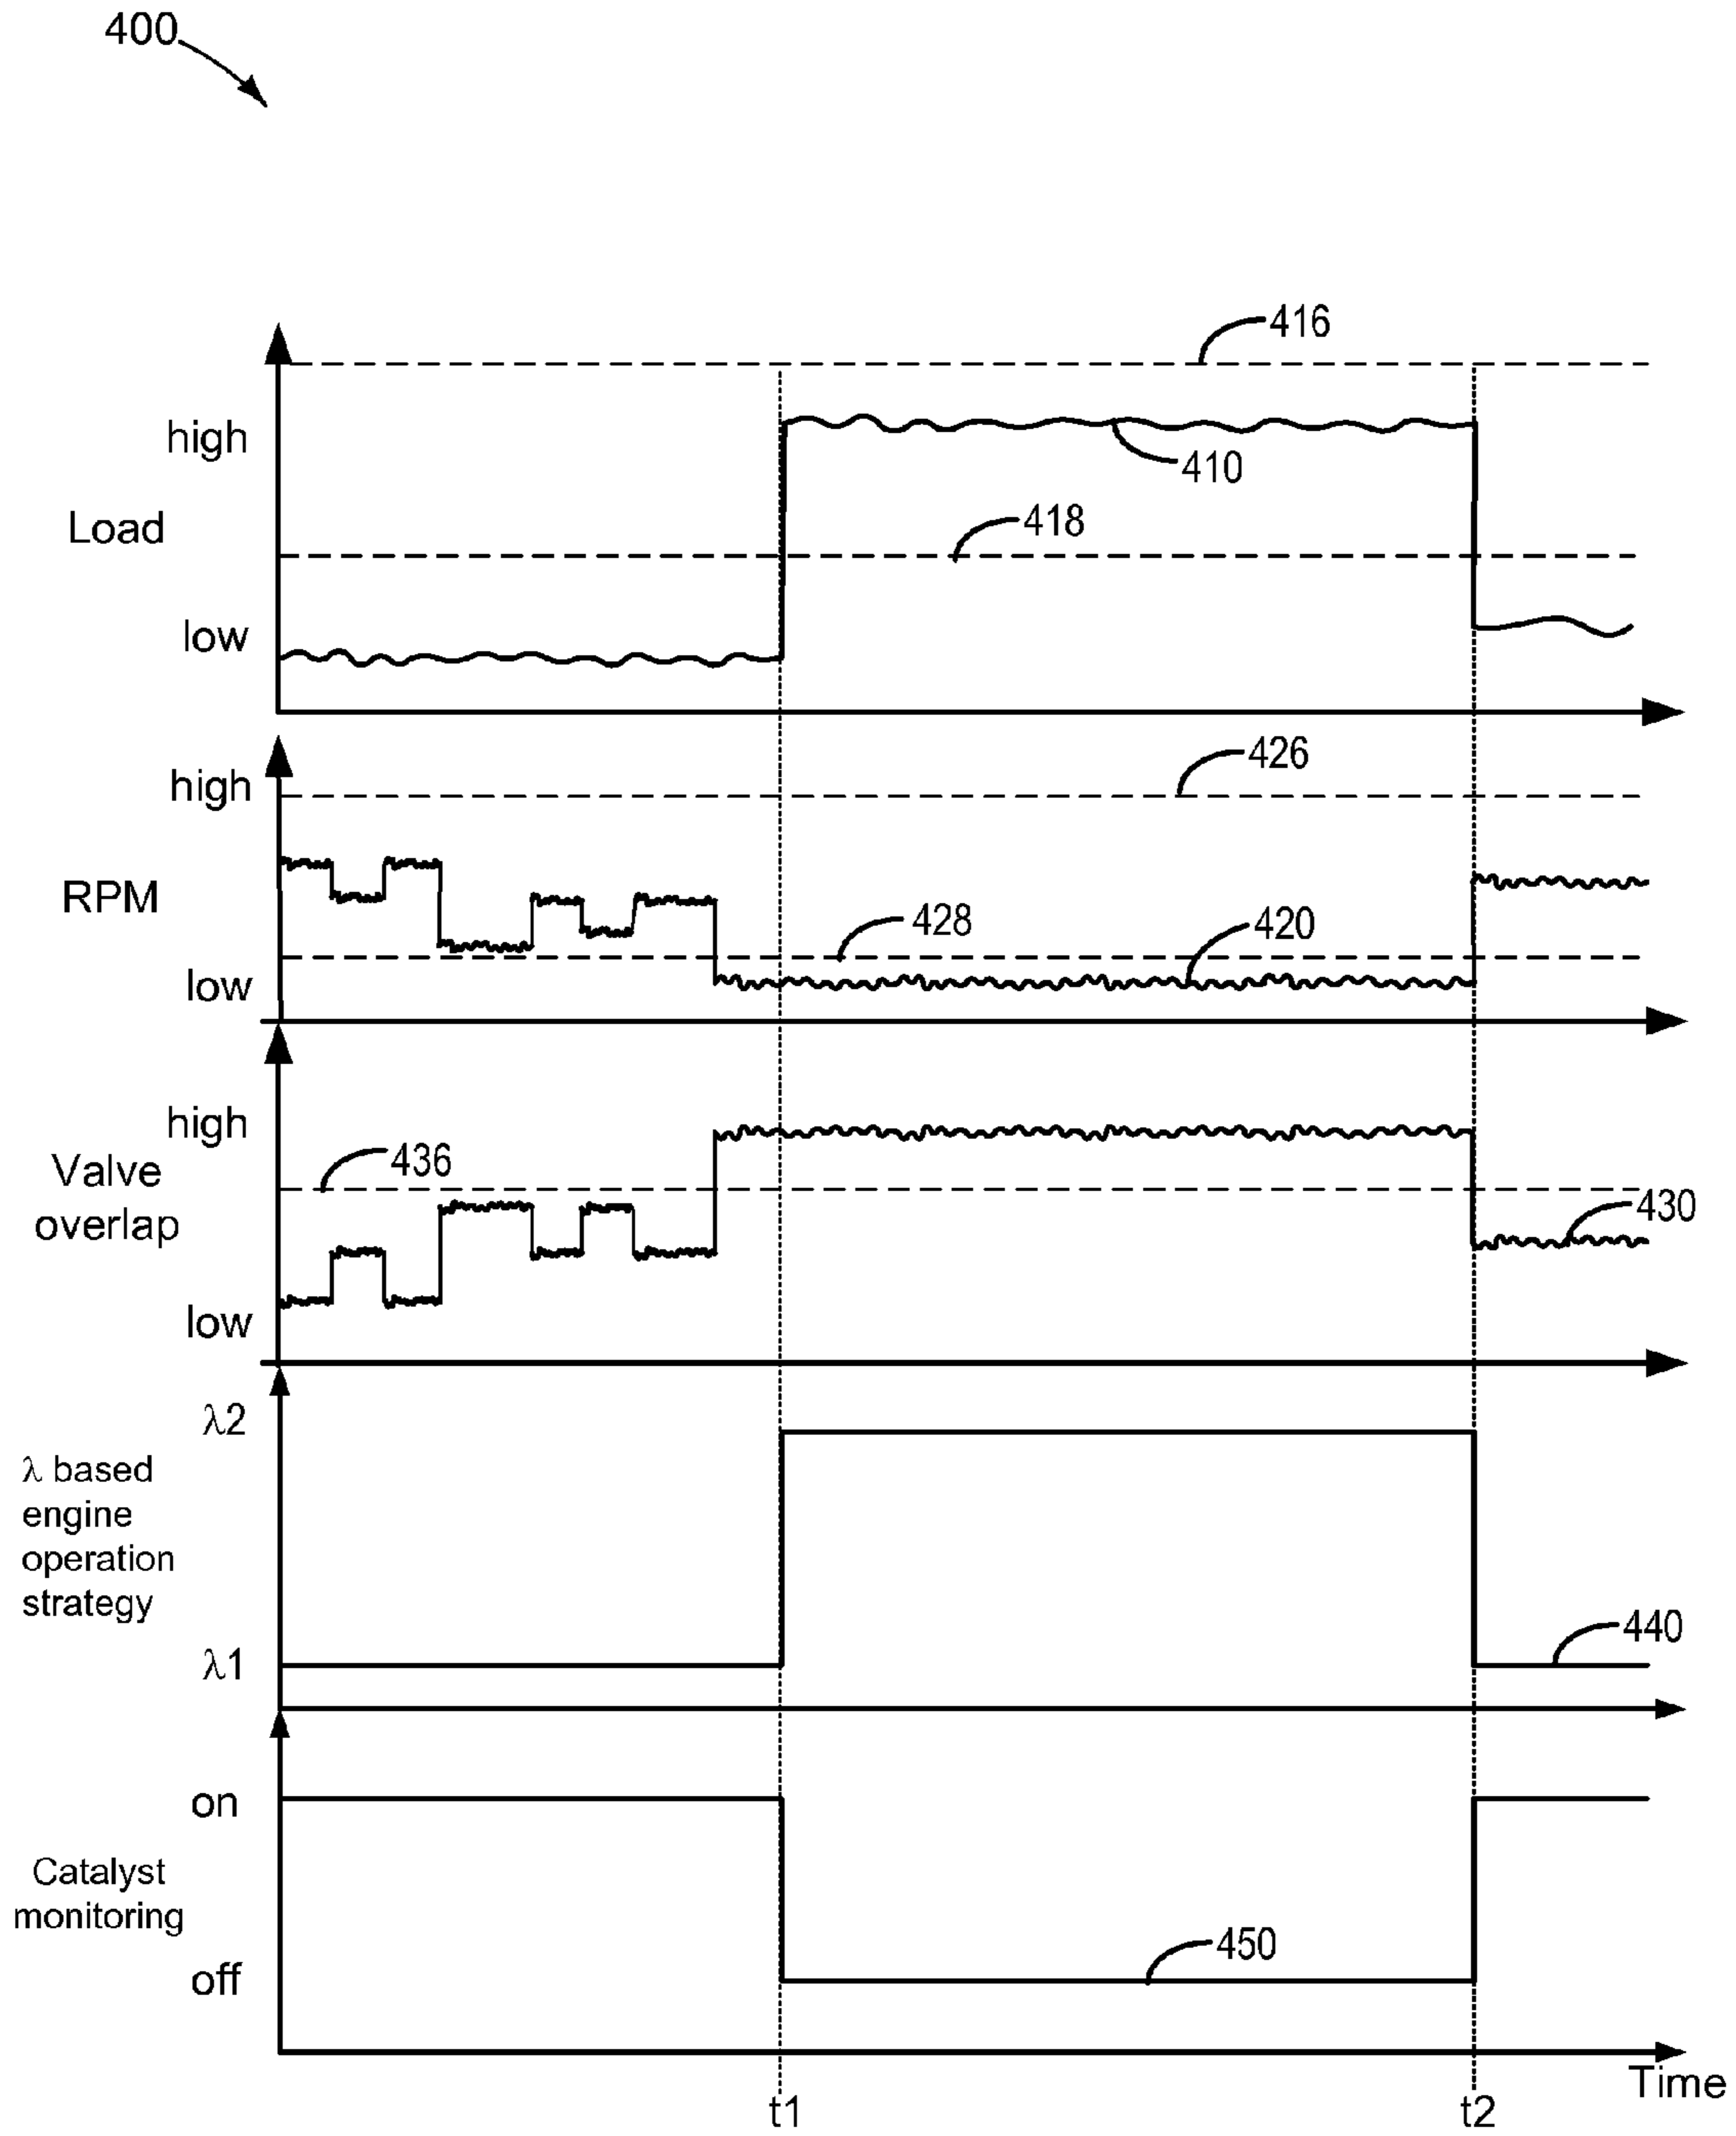 400
416
high
410
Load
418
low
high
426
RPM
428
420
low
high
436
Valve
overlap
430
low
λ2
λ based
engine
operation
strategy
440
λ1
on
Catalyst
monitoring
450
off
Time
t1
t2